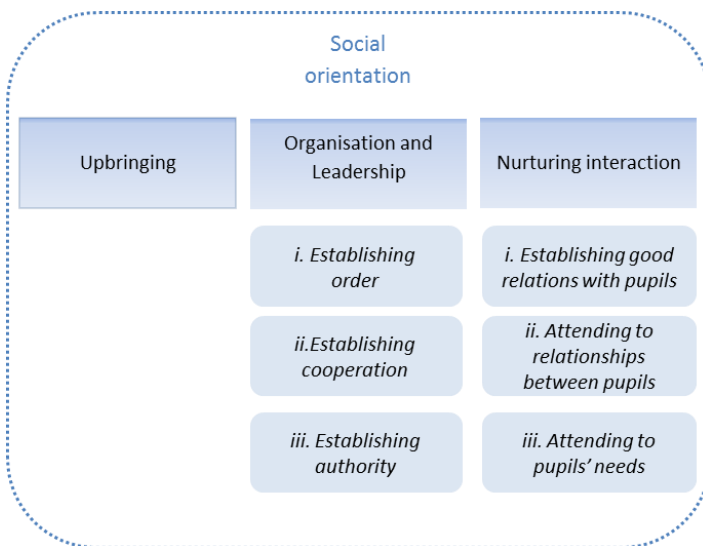 Social
orientation
Upbringing
Organisation and
Leadership
Nurturing interaction
i. Establishing
order
i. Establishing good
relations with pupils
ii.Establishing
cooperation
ii. Attending to
relationships
between pupils
iii. Establishing
authority
iii. Attending to
pupils’ needs